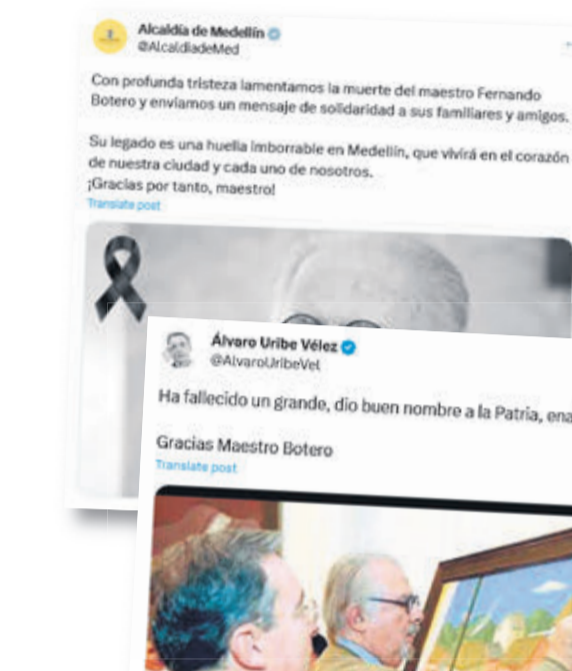 Alcaldía de Medellín
@AlcaldiadeMed
Con profunda tristeza lamentamos la muerte del maestro Fernando
Botero y enviamos un mensaje de solidaridad a sus familiares y amigos.
Su legado es una huella imborrable en Medellín, que vivirá en el corazón
de nuestra ciudad y cada uno de nosotros.
¡Gracias por tanto, maestro!
Translate post
Álvaro Uribe Vélez
@AlvaroUribeVel
Ha fallecido un grande, dio buen nombre a la Patria, ena
Gracias Maestro Botero
Translate post